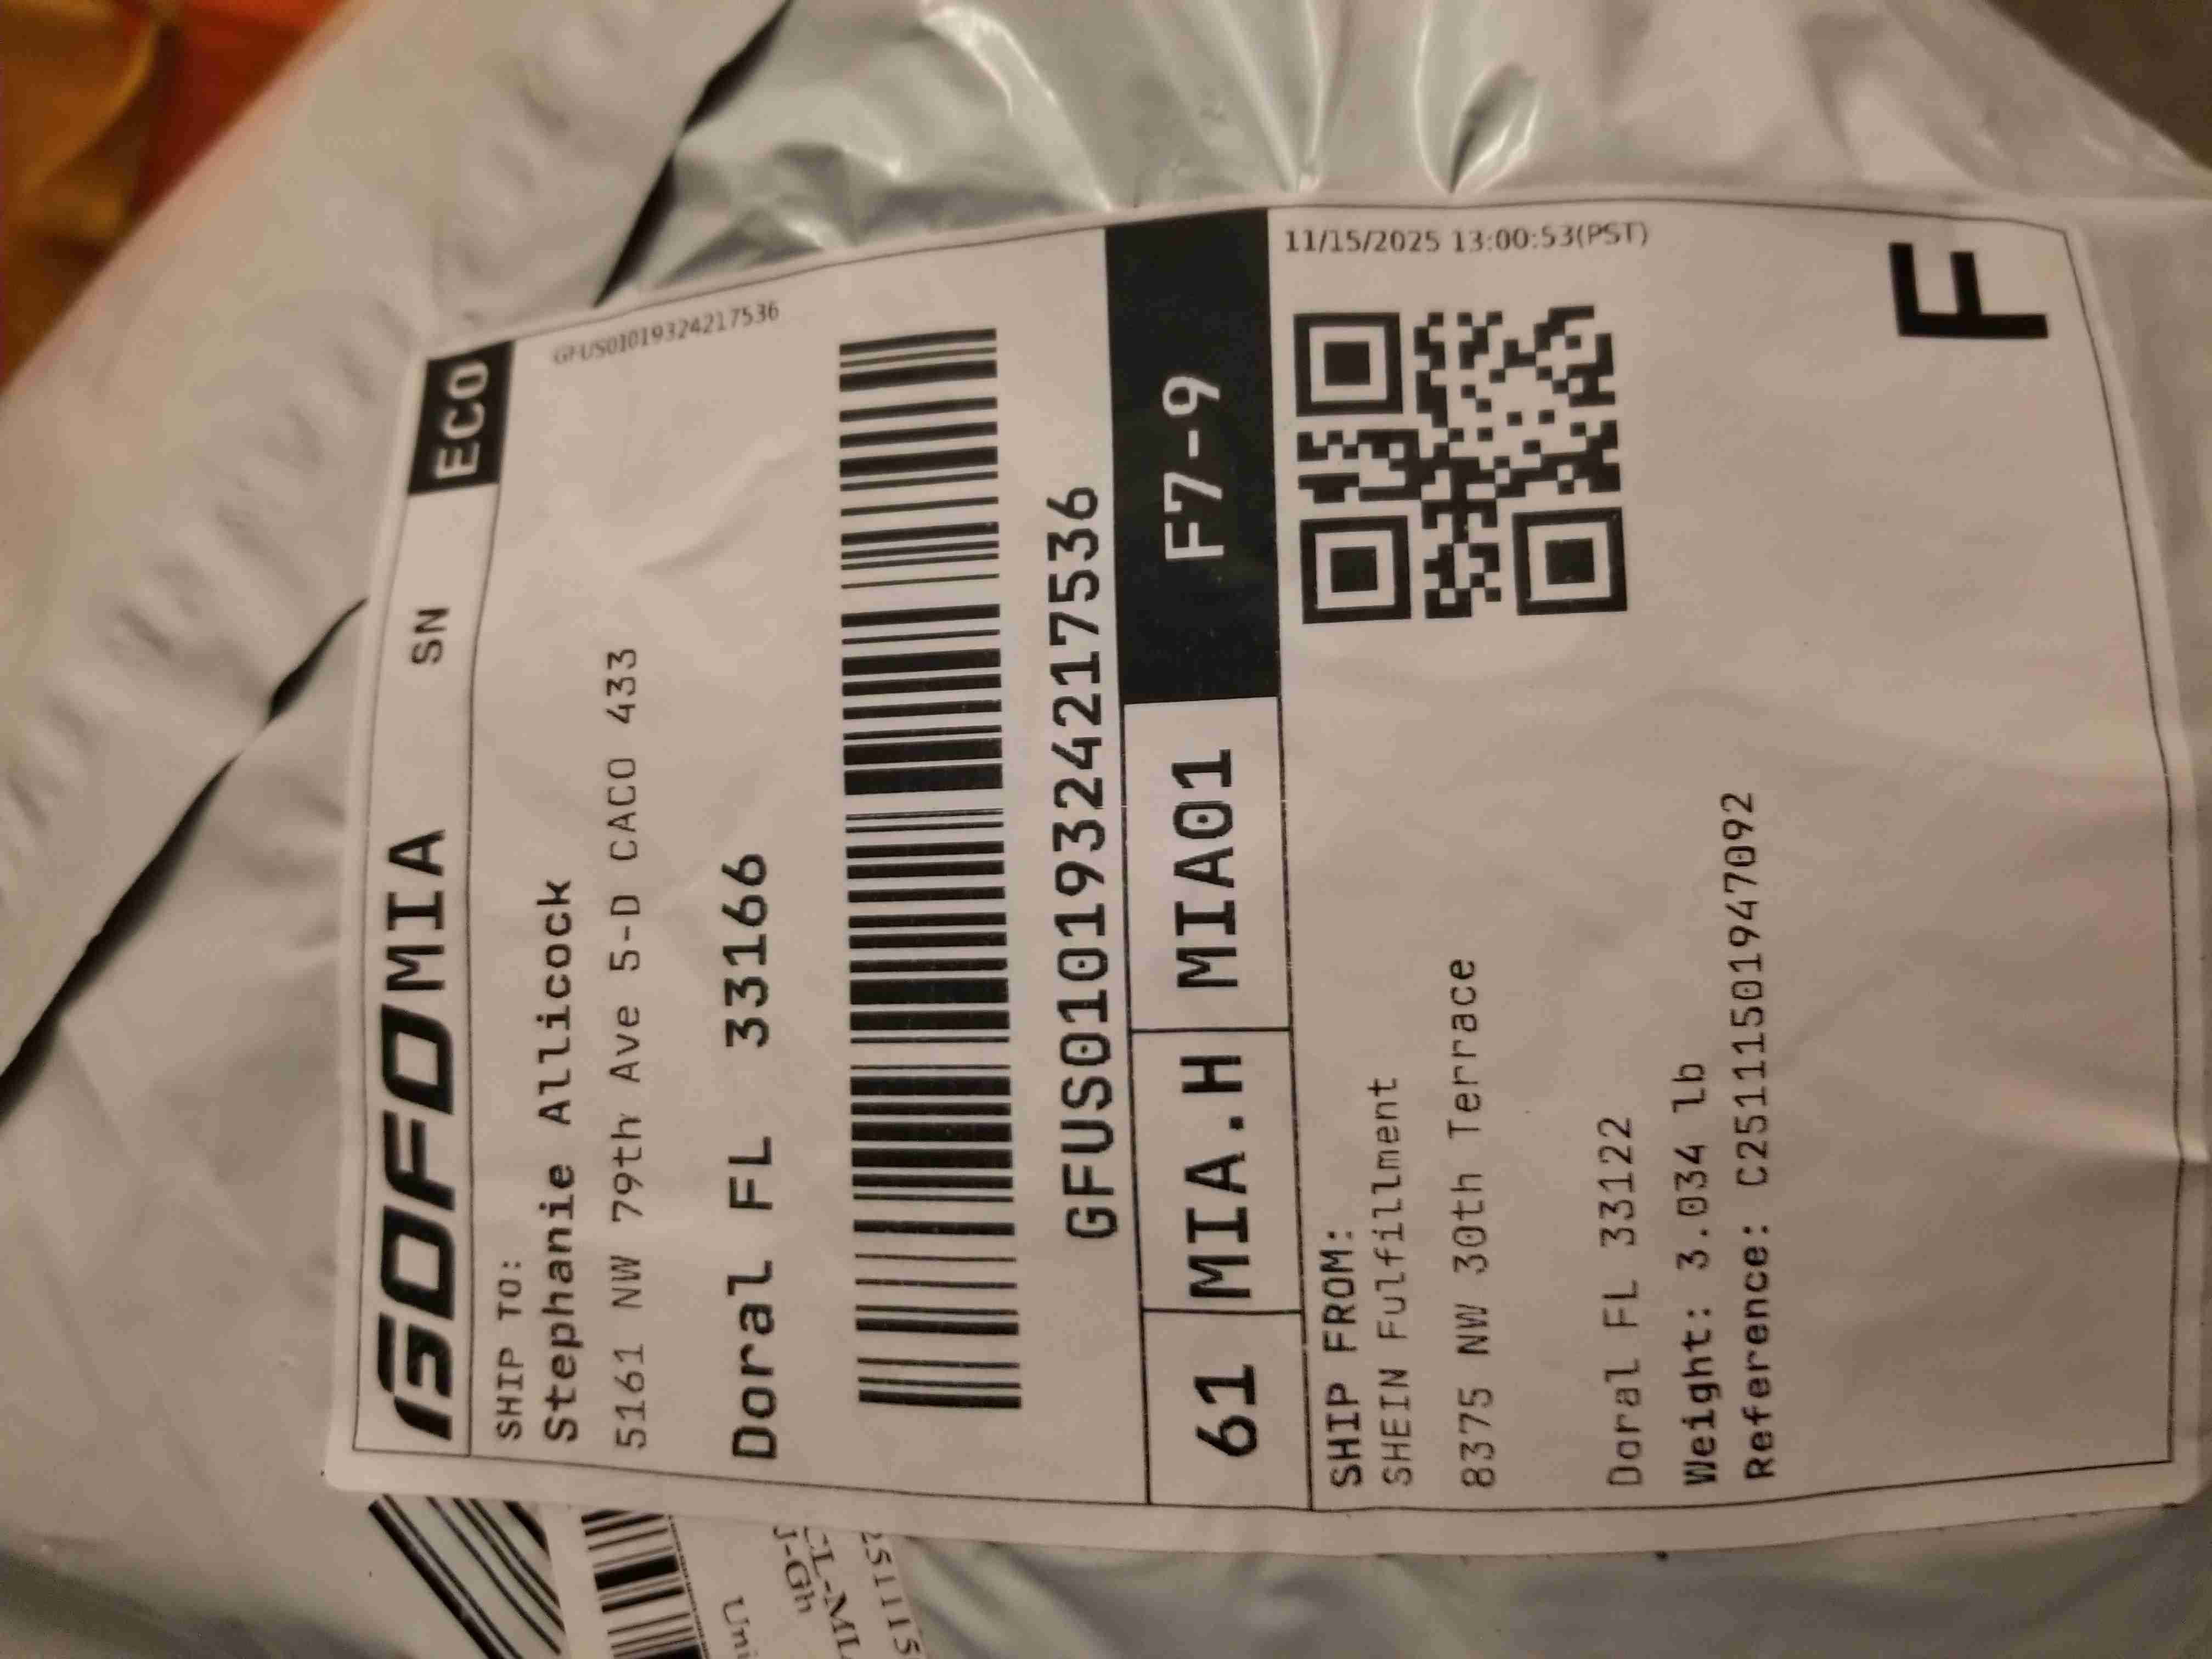 GOFO MIA SN ECO
GFUS01019324217536
SHIP TO:
Stephanie Allicock
5161 NW 79th Ave 5-D CACO 433
Doral FL 33166
GFUS01019324217536
61 MIA.H MIA01 F7-9
11/15/2025 13:00:53(PST)
SHIP FROM:
SHEIN Fulfillment
8375 NW 30th Terrace
Doral FL 33122
Weight: 3.034 lb
Reference: C25111501947092
F